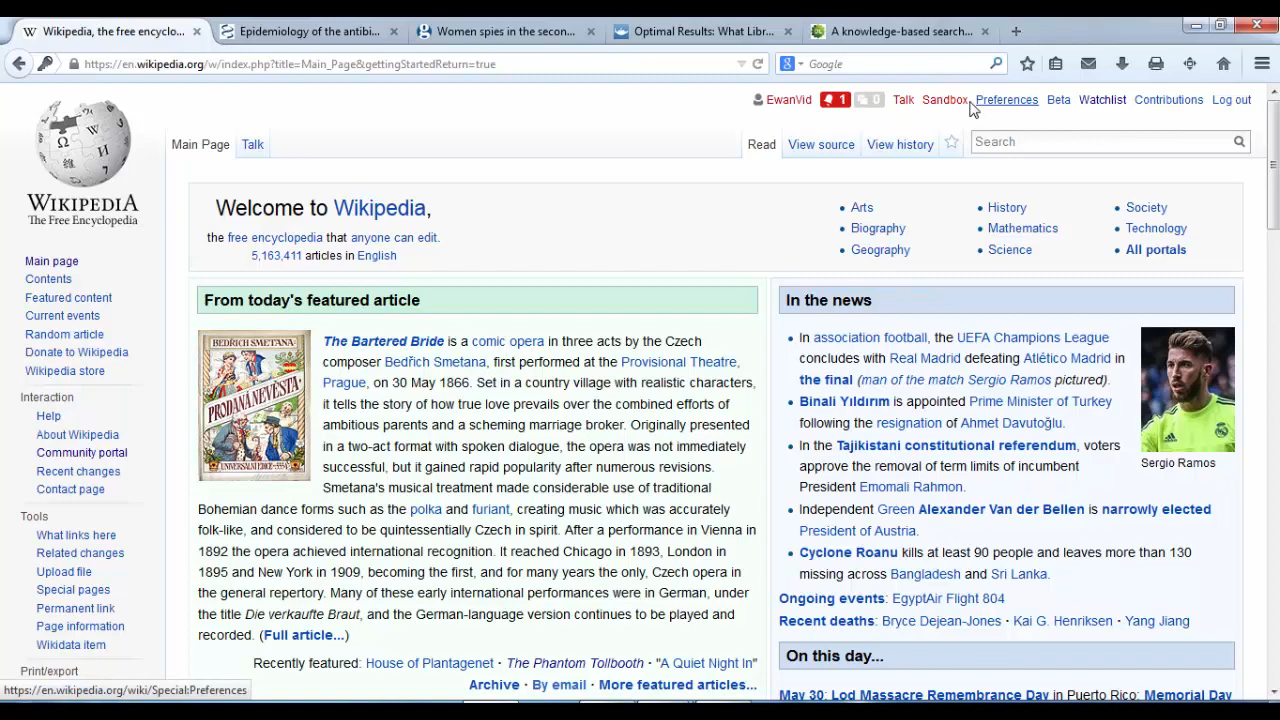 Wikipedia, the free encyclo...
Epidemiology of the antibi...
Women spies in the secon...
Optimal Results: What Libr...
A knowledge-based search...
https://en.wikipedia.org/w/index.php?title=Main_Page&gettingStartedReturn=true
Google
EwanVid 1 0 Talk Sandbox Preferences Beta Watchlist Contributions Log out
Main Page Talk Read View source View history Search
WIKIPEDIA
The Free Encyclopedia
Main page
Contents
Featured content
Current events
Random article
Donate to Wikipedia
Wikipedia store
Interaction
Help
About Wikipedia
Community portal
Recent changes
Contact page
Tools
What links here
Related changes
Upload file
Special pages
Permanent link
Page information
Wikidata item
Print/export
https://en.wikipedia.org/wiki/Special:Preferences
Welcome to Wikipedia,
the free encyclopedia that anyone can edit.
5,163,411 articles in English
Arts
Biography
Geography
History
Mathematics
Science
Society
Technology
All portals
From today's featured article
BEDŘICH SMETANA:
PRODANÁ NEVĚSTA
The Bartered Bride is a comic opera in three acts by the Czech
composer Bedřich Smetana, first performed at the Provisional Theatre,
Prague, on 30 May 1866. Set in a country village with realistic characters,
it tells the story of how true love prevails over the combined efforts of
ambitious parents and a scheming marriage broker. Originally presented
in a two-act format with spoken dialogue, the opera was not immediately
successful, but it gained rapid popularity after numerous revisions.
Smetana's musical treatment made considerable use of traditional
Bohemian dance forms such as the polka and furiant, creating music which was accurately
folk-like, and considered to be quintessentially Czech in spirit. After a performance in Vienna in
1892 the opera achieved international recognition. It reached Chicago in 1893, London in
1895 and New York in 1909, becoming the first, and for many years the only, Czech opera in
the general repertory. Many of these early international performances were in German, under
the title Die verkaufte Braut, and the German-language version continues to be played and
recorded. (Full article...)
Recently featured: House of Plantagenet · The Phantom Tollbooth · "A Quiet Night In"
Archive · By email · More featured articles...
In the news
In association football, the UEFA Champions League
concludes with Real Madrid defeating Atlético Madrid in
the final (man of the match Sergio Ramos pictured).
Binali Yıldırım is appointed Prime Minister of Turkey
following the resignation of Ahmet Davutoğlu.
In the Tajikistani constitutional referendum, voters
approve the removal of term limits of incumbent
President Emomali Rahmon.
Sergio Ramos
Independent Green Alexander Van der Bellen is narrowly elected
President of Austria.
Cyclone Roanu kills at least 90 people and leaves more than 130
missing across Bangladesh and Sri Lanka.
Ongoing events: EgyptAir Flight 804
Recent deaths: Bryce Dejean-Jones · Kai G. Henriksen · Yang Jiang
On this day...
May 30: Lod Massacre Remembrance Day in Puerto Rico; Memorial Day